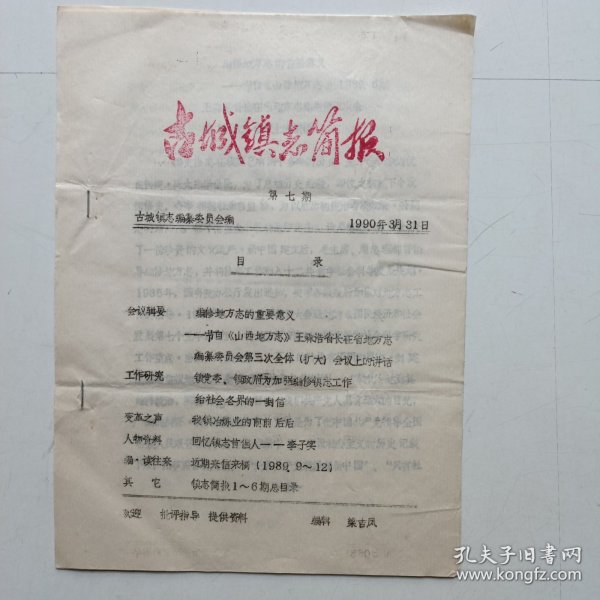 古城镇志简报
第七期
古城镇志编纂委员会编 1990年3月31日
目 录
会议辑要 编修地方志的重要意义
——节自《山西地方志》王森浩省长在省地方志
编纂委员会第三次全体（扩大）会议上的讲话
工作研究 镇党委、镇政府为加强编修镇志工作
给社会各界的一封信
变革之声 我镇冶炼业的前前后后
人物资料 回忆镇志首倡人——李子实
编·读往来 近期来信来稿（1989.9～12）
其它 镇志简报1～6期总目录
欢迎 批评指导 提供资料 编辑 梁吉凤
孔夫子旧书网
www.kongfz.com